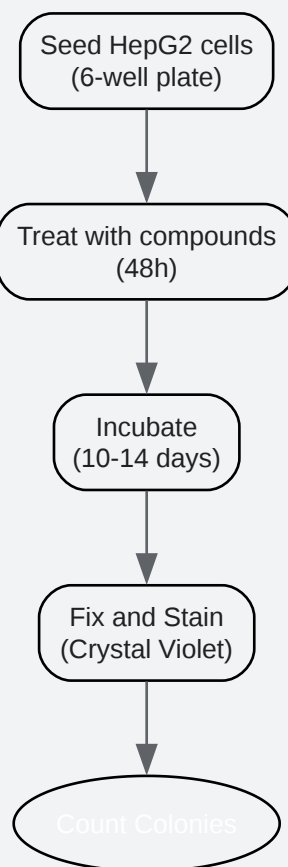 Seed HepG2 cells
(6-well plate)
Treat with compounds
(48h)
Incubate
(10-14 days)
Fix and Stain
(Crystal Violet)
Count Colonies